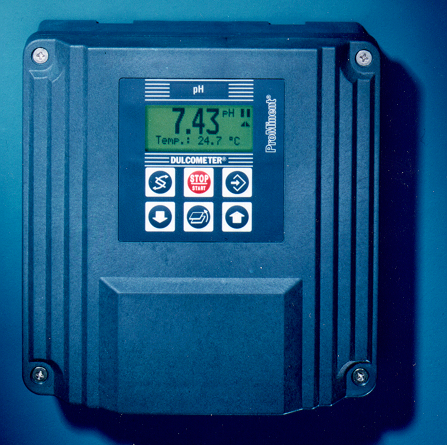 pH
7.43 pH
Temp.: 24.7 °C
ProMinent®
DULCOMETER®
STOP
START